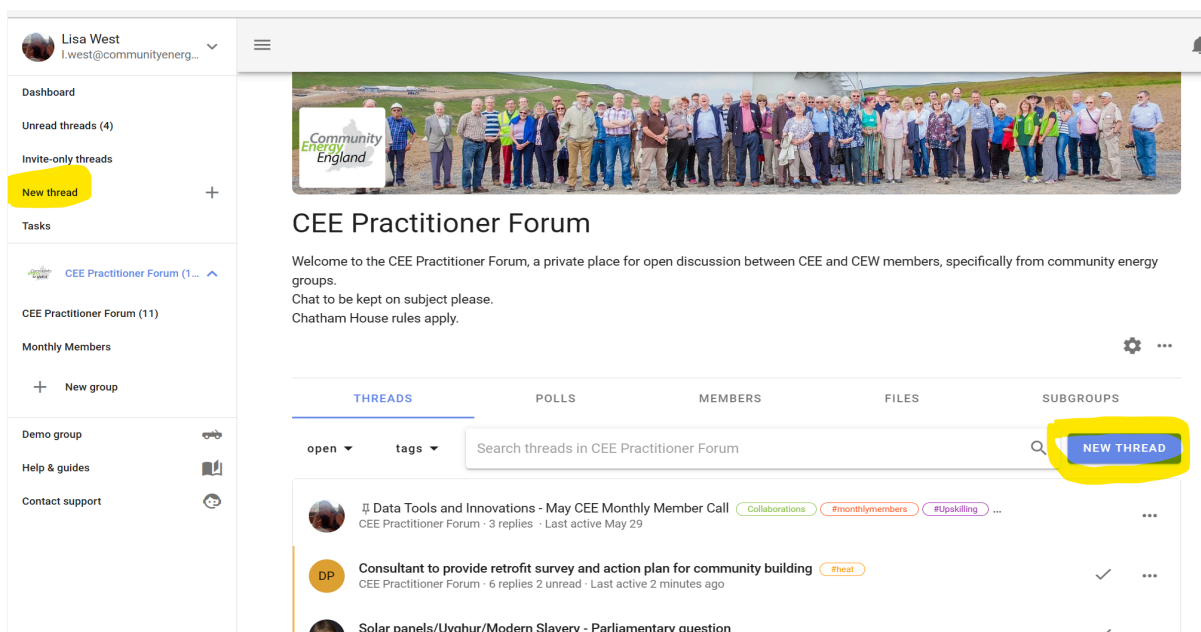 Lisa West
l.west@communityenerg...
Dashboard
Unread threads (4)
Invite-only threads
New thread
Tasks
CEE Practitioner Forum (1...
CEE Practitioner Forum (11)
Monthly Members
New group
Demo group
Help & guides
Contact support
Community
Energy
England
CEE Practitioner Forum
Welcome to the CEE Practitioner Forum, a private place for open discussion between CEE and CEW members, specifically from community energy
groups.
Chat to be kept on subject please.
Chatham House rules apply.
THREADS POLLS MEMBERS FILES SUBGROUPS
open tags Search threads in CEE Practitioner Forum NEW THREAD
Data Tools and Innovations - May CEE Monthly Member Call Collaborations #monthlymembers #Upskilling ...
CEE Practitioner Forum · 3 replies · Last active May 29
DP
Consultant to provide retrofit survey and action plan for community building #heat
CEE Practitioner Forum · 6 replies 2 unread · Last active 2 minutes ago
Solar panels/Uyghur/Modern Slavery - Parliamentary question